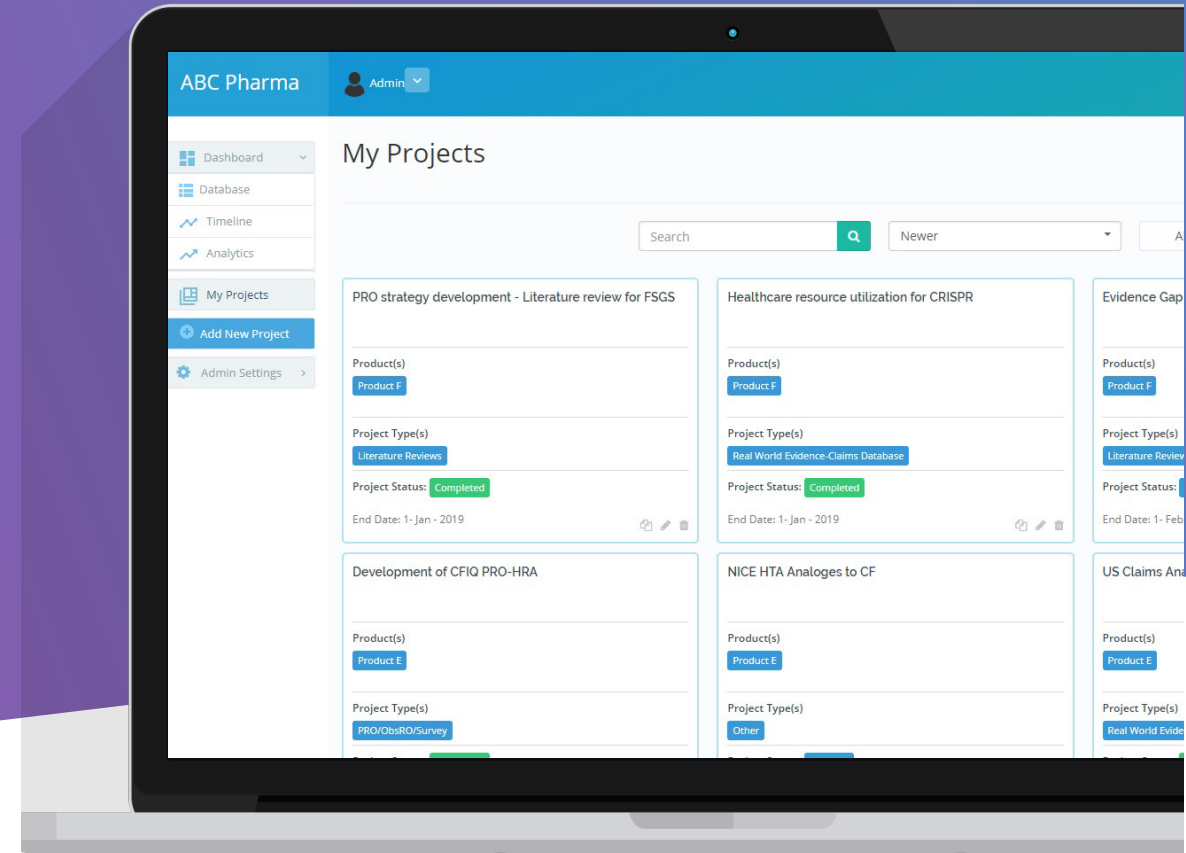 ABC Pharma
Admin
Dashboard
Database
Timeline
Analytics
My Projects
Add New Project
Admin Settings
My Projects
Search
Newer
PRO strategy development - Literature review for FSGS
Product(s)
Product F
Project Type(s)
Literature Reviews
Project Status: Completed
End Date: 1- Jan - 2019
Healthcare resource utilization for CRISPR
Product(s)
Product F
Project Type(s)
Real World Evidence-Claims Database
Project Status: Completed
End Date: 1- Jan - 2019
Evidence Gap
Product(s)
Product F
Project Type(s)
Literature Review
Project Status:
End Date: 1- Feb
Development of CFIQ PRO-HRA
Product(s)
Product E
Project Type(s)
PRO/ObsRO/Survey
NICE HTA Analoges to CF
Product(s)
Product E
Project Type(s)
Other
US Claims
Product(s)
Product E
Project Type(s)
Real World